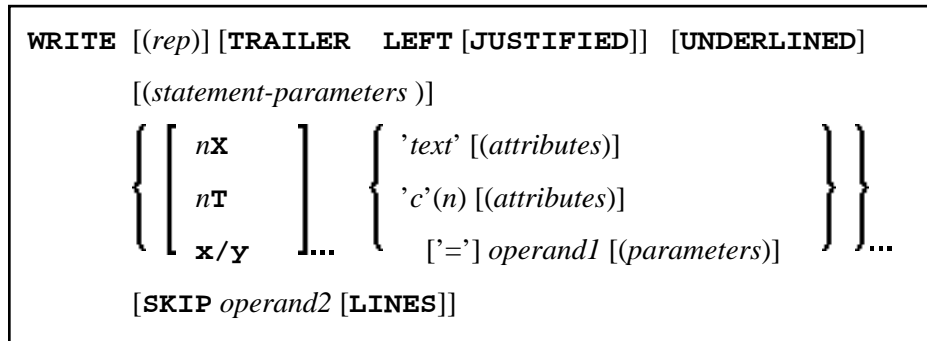 WRITE [(rep)] [TRAILER LEFT [JUSTIFIED]] [UNDERLINED]
[(statement-parameters )]
{ [ nX ] { ’text’ [(attributes)] } }
{ [ nT ] { ’c’(n) [(attributes)] } }
{ [ x/y ]... { [’=’] operand1 [(parameters)] } }...
[SKIP operand2 [LINES]]